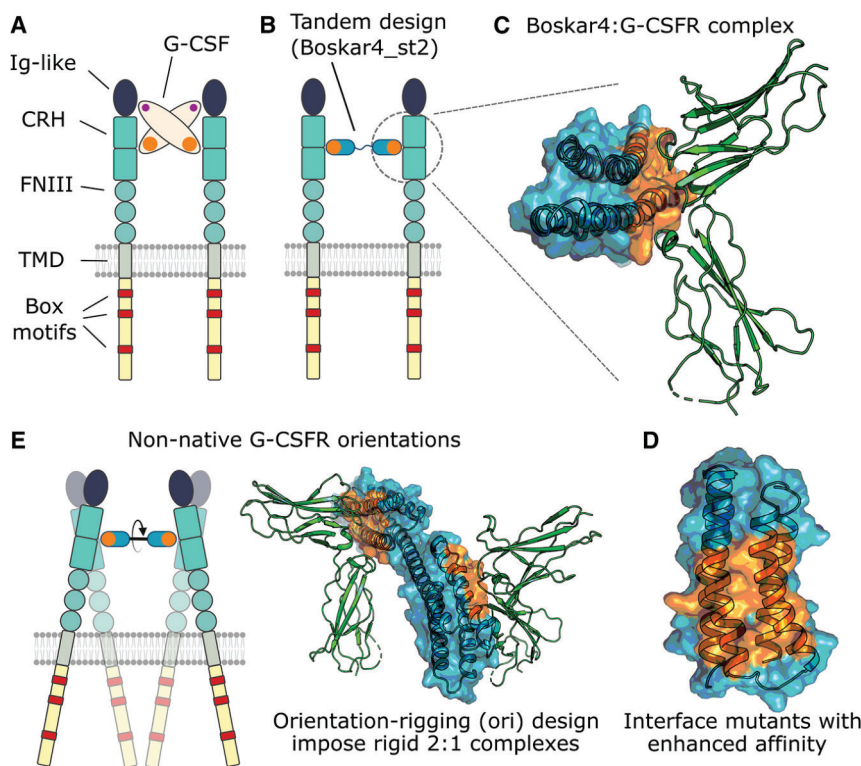 A
G-CSF
Ig-like
CRH
FNIII
TMD
Box
motifs
B
Tandem design
(Boskar4_st2)
C
Boskar4:G-CSFR complex
E
Non-native G-CSFR orientations
Orientation-rigging (ori) design
impose rigid 2:1 complexes
D
Interface mutants with
enhanced affinity